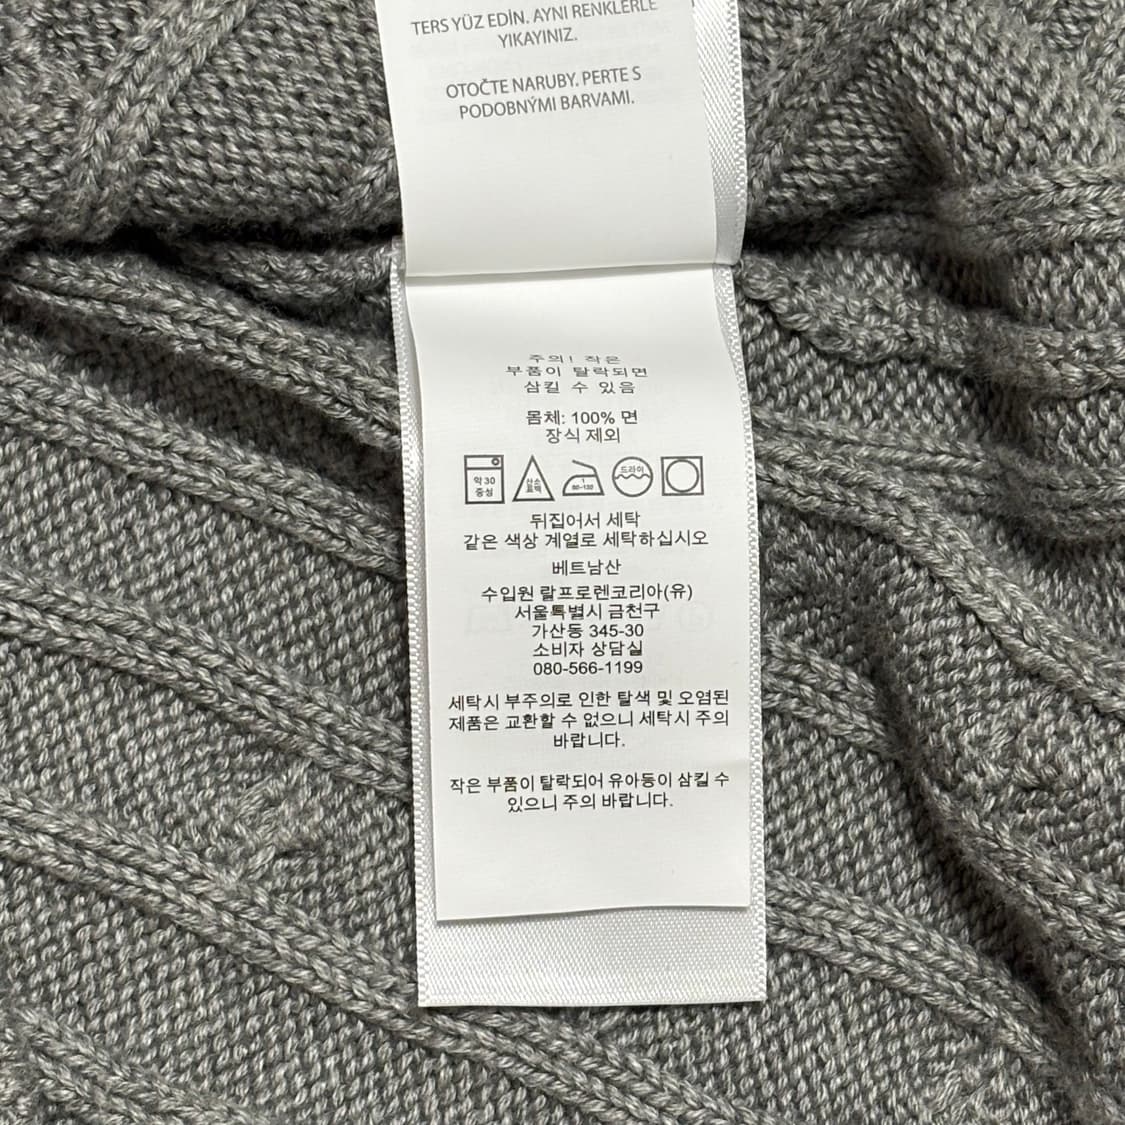 TERS YÜZ EDİN. AYNI RENKLERLE
YIKAYINIZ.
OTOČTE NARUBY. PERTE S
PODOBNÝMI BARVAMI.
주의! 작은
부품이 탈락되면
삼킬 수 있음
몸체: 100% 면
장식 제외
약 30
중성
산소
표백
1
80-120
드라이
뒤집어서 세탁
같은 색상 계열로 세탁하십시오
베트남산
수입원 랄프로렌코리아(유)
서울특별시 금천구
가산동 345-30
소비자 상담실
080-566-1199
세탁시 부주의로 인한 탈색 및 오염된
제품은 교환할 수 없으니 세탁시 주의
바랍니다.
작은 부품이 탈락되어 유아등이 삼킬 수
있으니 주의 바랍니다.